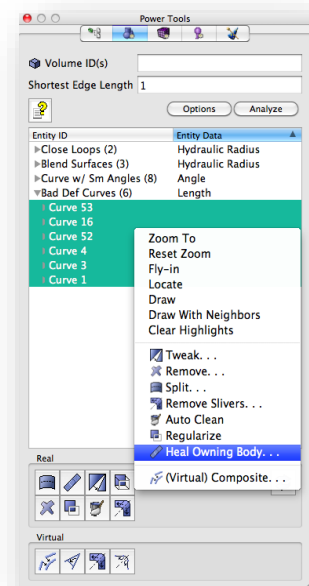 Power Tools
Volume ID(s)
Shortest Edge Length 1
Options Analyze
Entity ID Entity Data
Close Loops (2) Hydraulic Radius
Blend Surfaces (3) Hydraulic Radius
Curve w/ Sm Angles (8) Angle
Bad Def Curves (6) Length
Curve 53
Curve 16
Curve 52
Curve 4
Curve 3
Curve 1
Zoom To
Reset Zoom
Fly-in
Locate
Draw
Draw With Neighbors
Clear Highlights
Tweak. . .
Remove. . .
Split. . .
Remove Slivers. . .
Auto Clean
Regularize
Heal Owning Body. . .
(Virtual) Composite. . .
Real
Virtual